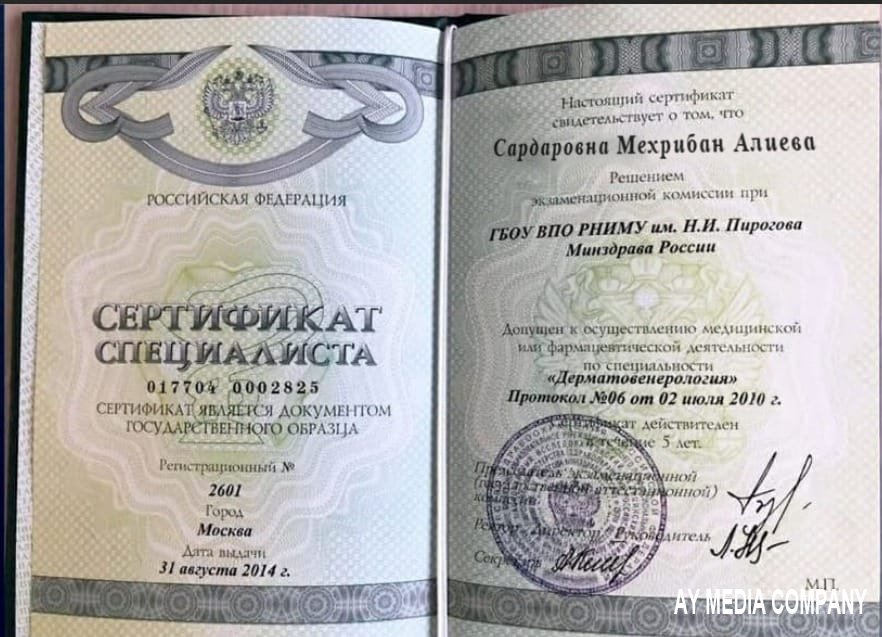 РОССИЙСКАЯ ФЕДЕРАЦИЯ
СЕРТИФИКАТ
СПЕЦИАЛИСТА
017704 0002825
СЕРТИФИКАТ ЯВЛЯЕТСЯ ДОКУМЕНТОМ
ГОСУДАРСТВЕННОГО ОБРАЗЦА
Регистрационный №
2601
Город
Москва
Дата выдачи
31 августа 2014 г.
Настоящий сертификат
свидетельствует о том, что
Сардаровна Мехрибан Алиева
Решением
экзаменационной комиссии при
ГБОУ ВПО РНИМУ им. Н.И. Пирогова
Минздрава России
Допущен к осуществлению медицинской
или фармацевтической деятельности
по специальности
«Дерматовенерология»
Протокол №06 от 02 июля 2010 г.
Сертификат действителен
в течение 5 лет.
Председатель экзаменационной
(государственной аттестационной)
комиссии
Ректор Директор Руководитель
Секретарь
М.П.
AY MEDIA COMPANY